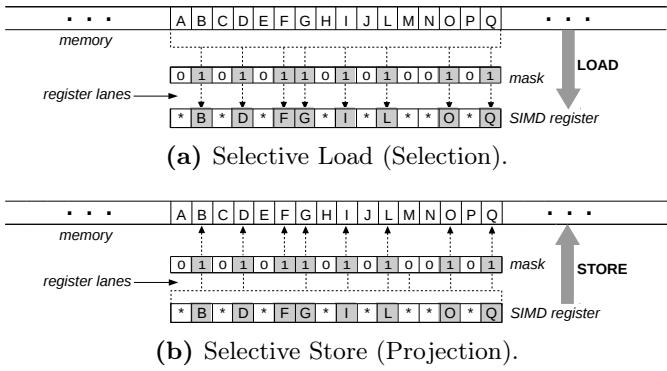 · · · A B C D E F G H I J L M N O P Q · · ·
memory
LOAD
0 1 0 1 0 1 1 0 1 0 1 0 0 1 0 1 mask
register lanes
* B * D * F G * I * L * * O * Q SIMD register
(a) Selective Load (Selection).
· · · A B C D E F G H I J L M N O P Q · · ·
memory
0 1 0 1 0 1 1 0 1 0 1 0 0 1 0 1 mask
STORE
register lanes
* B * D * F G * I * L * * O * Q SIMD register
(b) Selective Store (Projection).